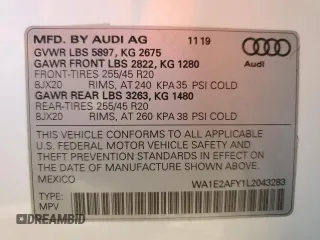 MFD. BY AUDI AG 11 19
GVWR LBS 5897, KG 2675
GAWR FRONT LBS 2822, KG 1280
FRONT-TIRES 255/45 R20
8JX20 RIMS, AT 240 KPA 35 PSI COLD
GAWR REAR LBS 3263, KG 1480
REAR-TIRES 255/45 R20
8JX20 RIMS, AT 260 KPA 38 PSI COLD
Audi
THIS VEHICLE CONFORMS TO ALL APPLICABLE
U.S. FEDERAL MOTOR VEHICLE SAFETY AND
THEFT PREVENTION STANDARDS IN EFFECT ON
THE DATE OF MANUFACTURE SHOWN ABOVE.
MEXICO WA1E2AFY1L2043283
TYPE:
MPV
DREAMBID